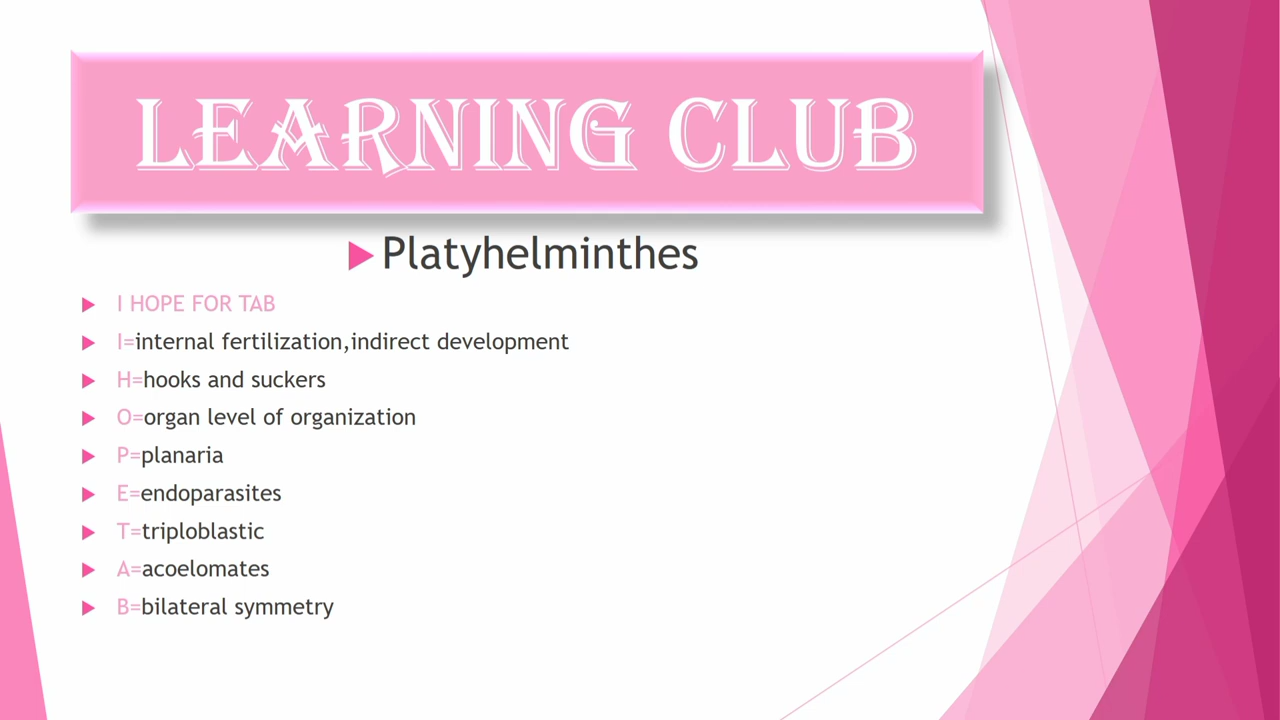 LEARNING CLUB
Platyhelminthes
I HOPE FOR TAB
I=internal fertilization,indirect development
H=hooks and suckers
O=organ level of organization
P=planaria
E=endoparasites
T=triploblastic
A=acoelomates
B=bilateral symmetry